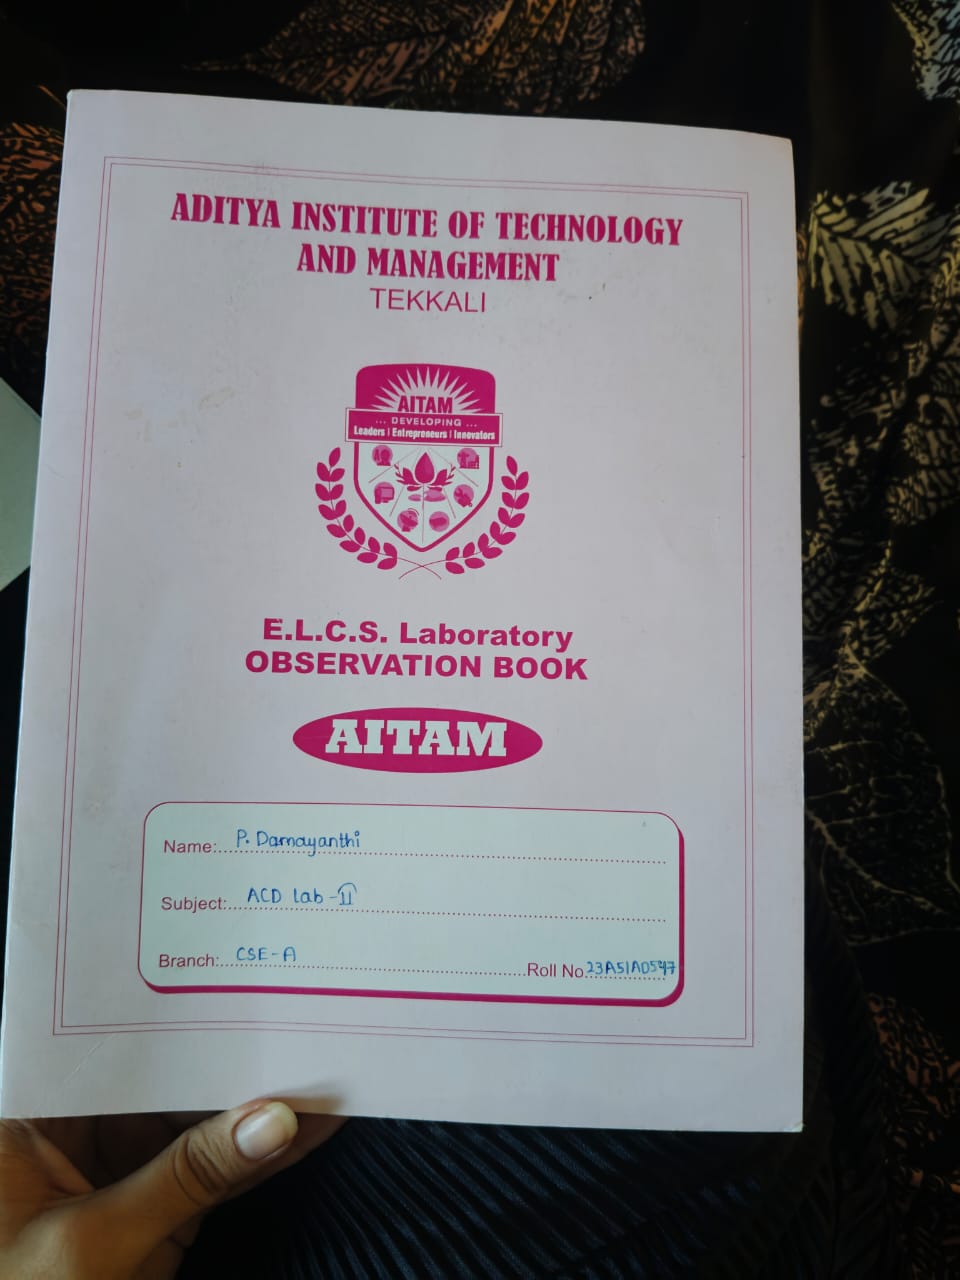 ADITYA INSTITUTE OF TECHNOLOGY
AND MANAGEMENT
TEKKALI
AITAM
... DEVELOPING ...
Leaders | Entrepreneurs | Innovators
E.L.C.S. Laboratory
OBSERVATION BOOK
AITAM
Name: P. Damayanthi
Subject: ACD Lab - II
Branch: CSE - A Roll No.